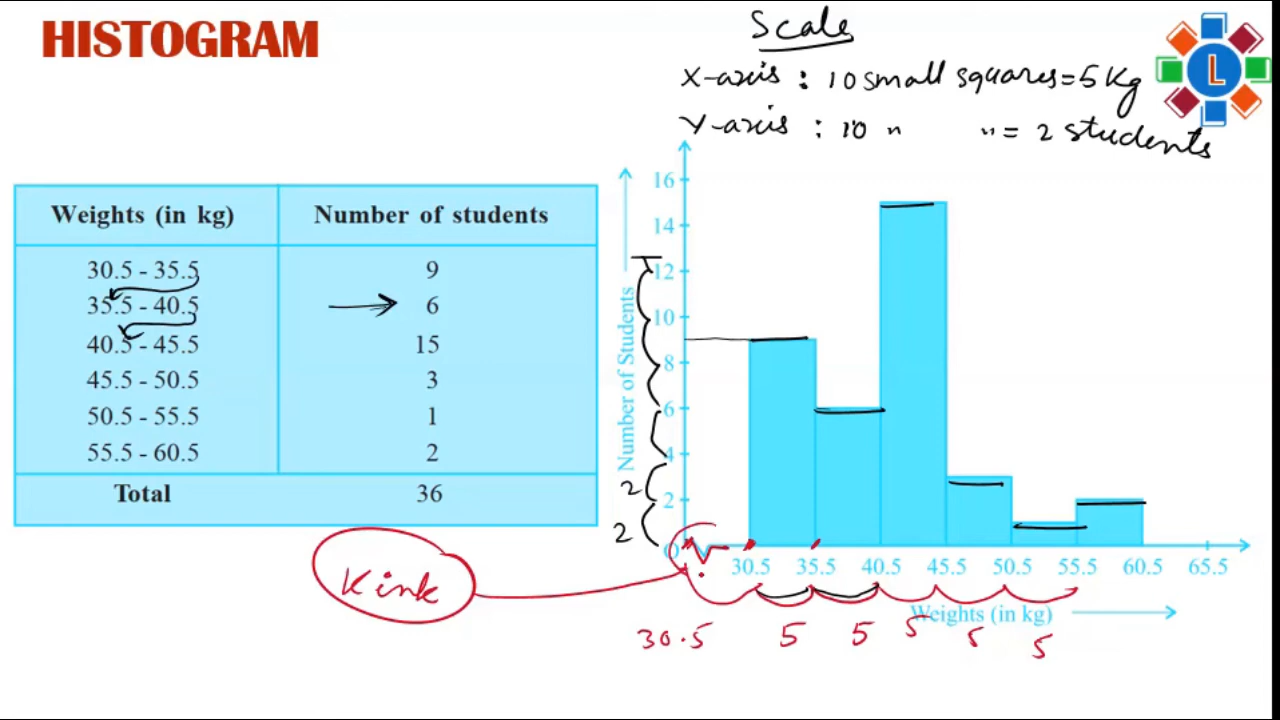 HISTOGRAM
Scale
X-axis : 10 small squares = 5 Kg
Y-axis : 10 " " = 2 students
L
Weights (in kg) Number of students
30.5 - 35.5 9
35.5 - 40.5 6
40.5 - 45.5 15
45.5 - 50.5 3
50.5 - 55.5 1
55.5 - 60.5 2
Total 36
Number of Students
16
14
12
10
8
6
4
2
O
2
2
30.5 35.5 40.5 45.5 50.5 55.5 60.5 65.5
Weights (in kg)
Kink
30.5 5 5 5 5 5